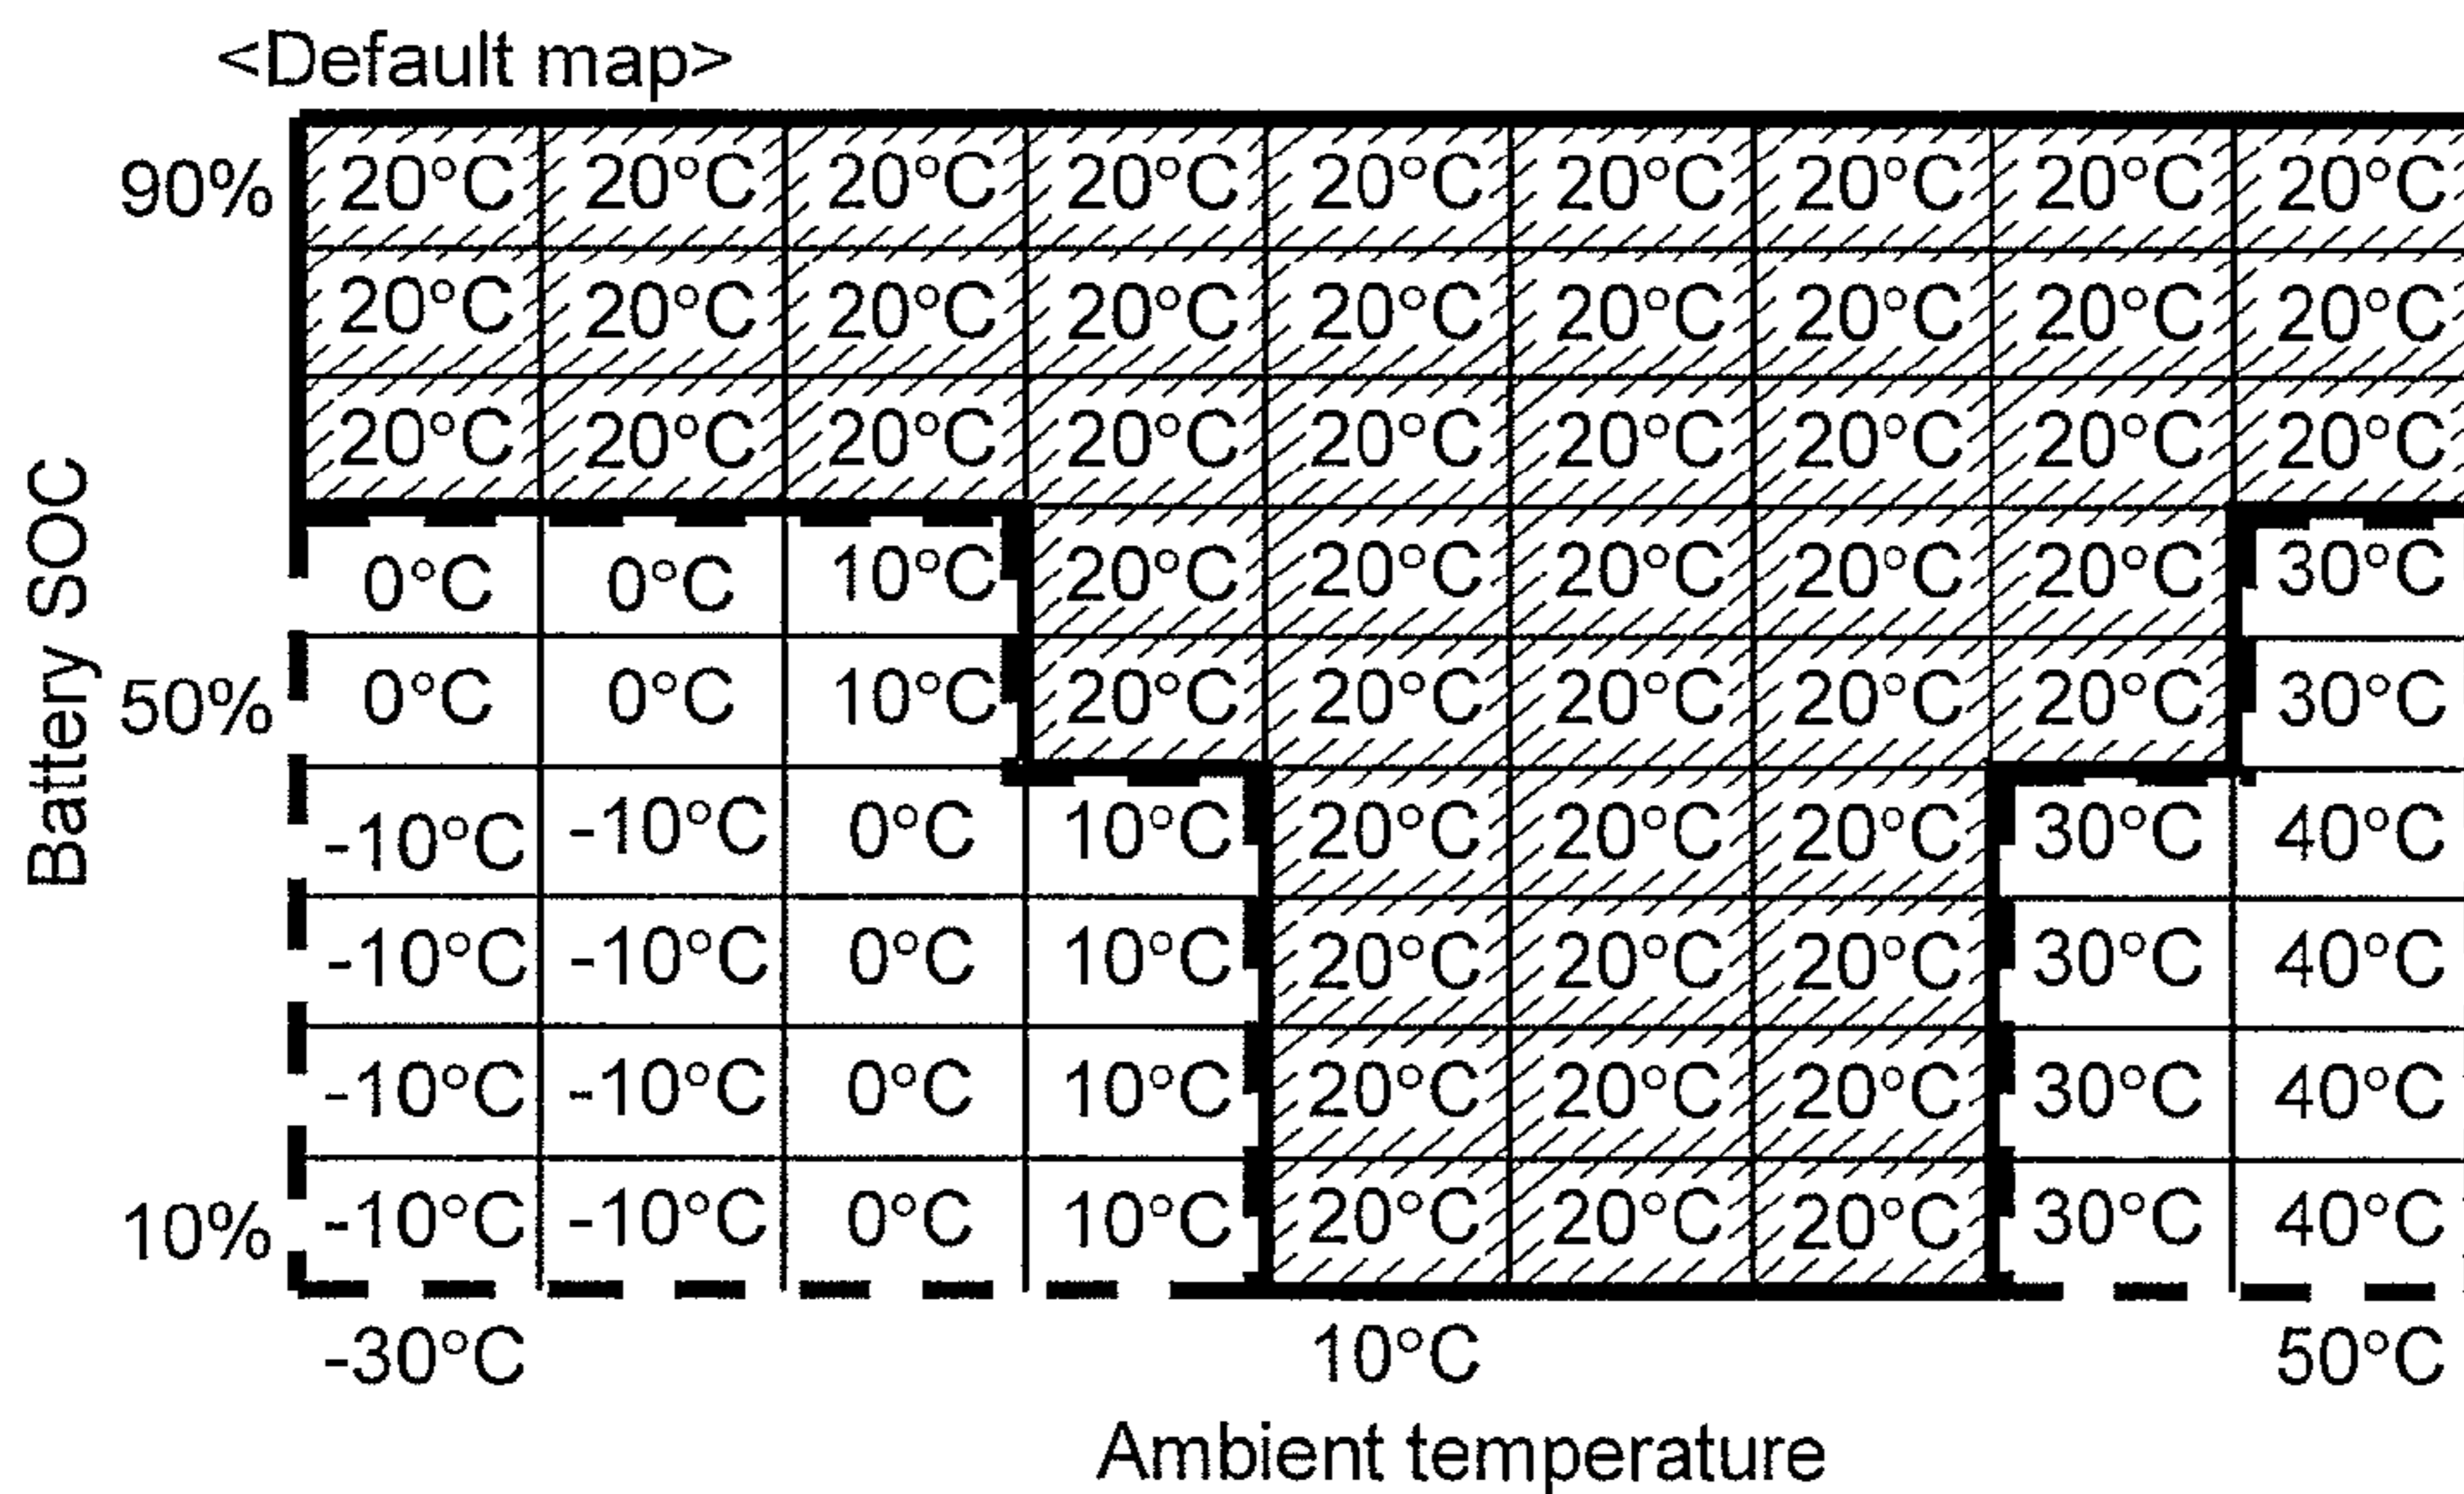 <Default map>
90% 20°C 20°C 20°C 20°C 20°C 20°C 20°C 20°C 20°C
20°C 20°C 20°C 20°C 20°C 20°C 20°C 20°C 20°C
20°C 20°C 20°C 20°C 20°C 20°C 20°C 20°C 20°C
0°C 0°C 10°C 20°C 20°C 20°C 20°C 20°C 30°C
50% 0°C 0°C 10°C 20°C 20°C 20°C 20°C 20°C 30°C
-10°C -10°C 0°C 10°C 20°C 20°C 20°C 30°C 40°C
-10°C -10°C 0°C 10°C 20°C 20°C 20°C 30°C 40°C
-10°C -10°C 0°C 10°C 20°C 20°C 20°C 30°C 40°C
10% -10°C -10°C 0°C 10°C 20°C 20°C 20°C 30°C 40°C
Battery SOC
-30°C 10°C 50°C
Ambient temperature